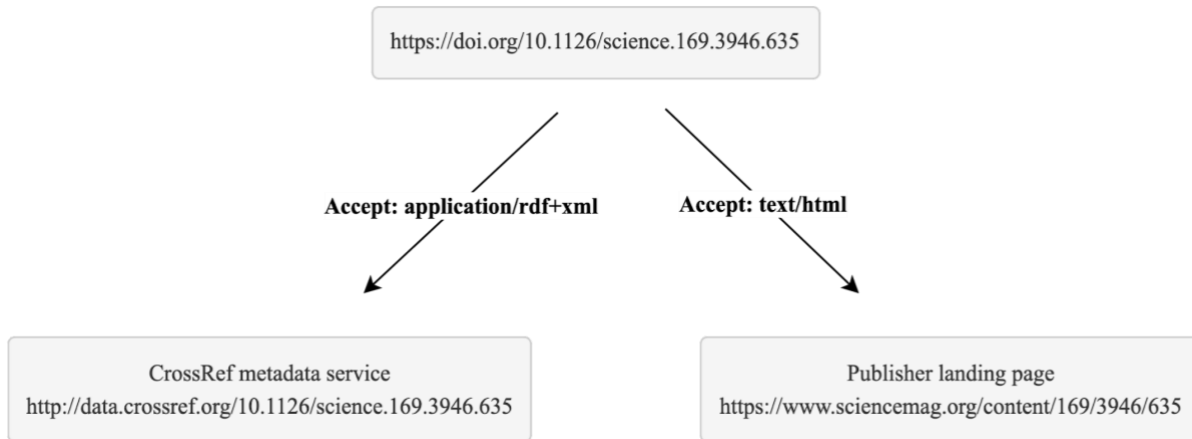 https://doi.org/10.1126/science.169.3946.635
Accept: application/rdf+xml
Accept: text/html
CrossRef metadata service
http://data.crossref.org/10.1126/science.169.3946.635
Publisher landing page
https://www.sciencemag.org/content/169/3946/635